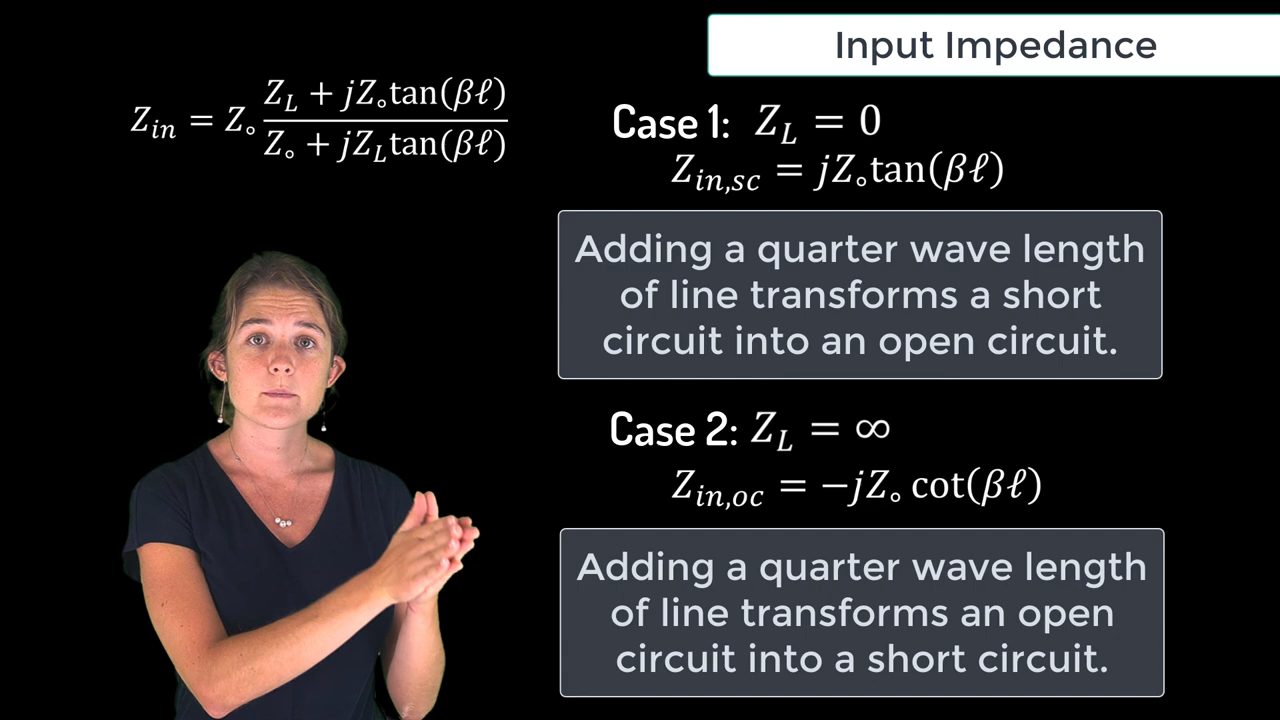 Input Impedance
Z_in = Z_∘ (Z_L + jZ_∘tan(βℓ)) / (Z_∘ + jZ_Ltan(βℓ))
Case 1: Z_L = 0
Z_in,sc = jZ_∘tan(βℓ)
Adding a quarter wave length
of line transforms a short
circuit into an open circuit.
Case 2: Z_L = ∞
Z_in,oc = −jZ_∘ cot(βℓ)
Adding a quarter wave length
of line transforms an open
circuit into a short circuit.